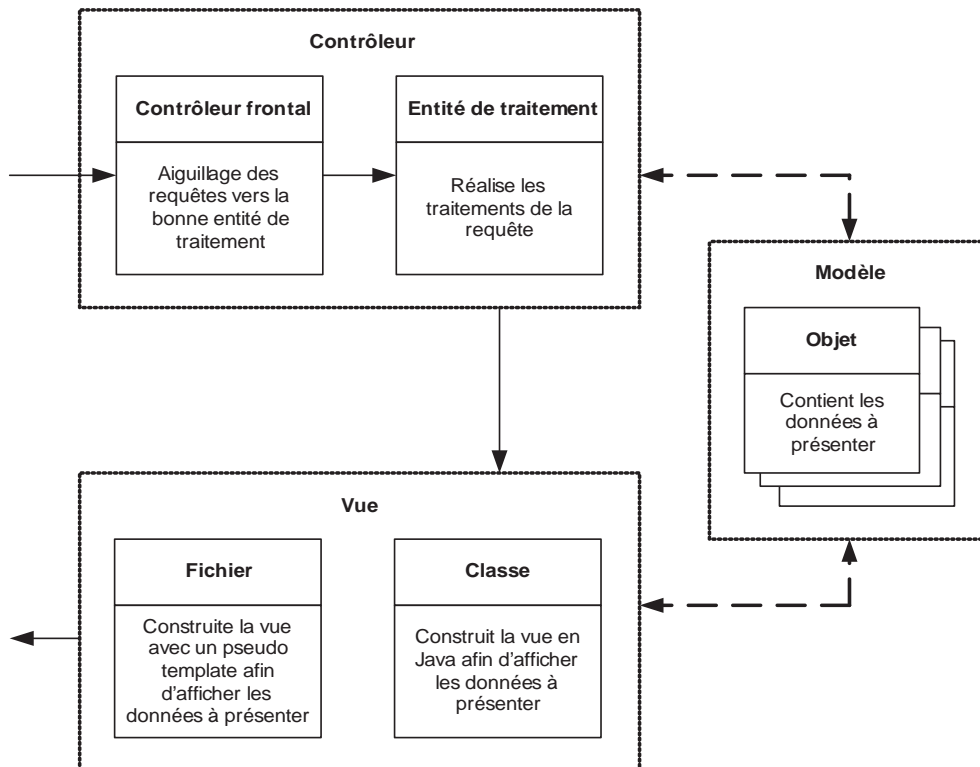 Contrôleur
Contrôleur frontal
Aiguillage des
requêtes vers la
bonne entité de
traitement
Entité de traitement
Réalise les
traitements de la
requête
Modèle
Objet
Contient les
données à
présenter
Vue
Fichier
Construite la vue
avec un pseudo
template afin
d'afficher les
données à présenter
Classe
Construit la vue en
Java afin d'afficher
les données à
présenter